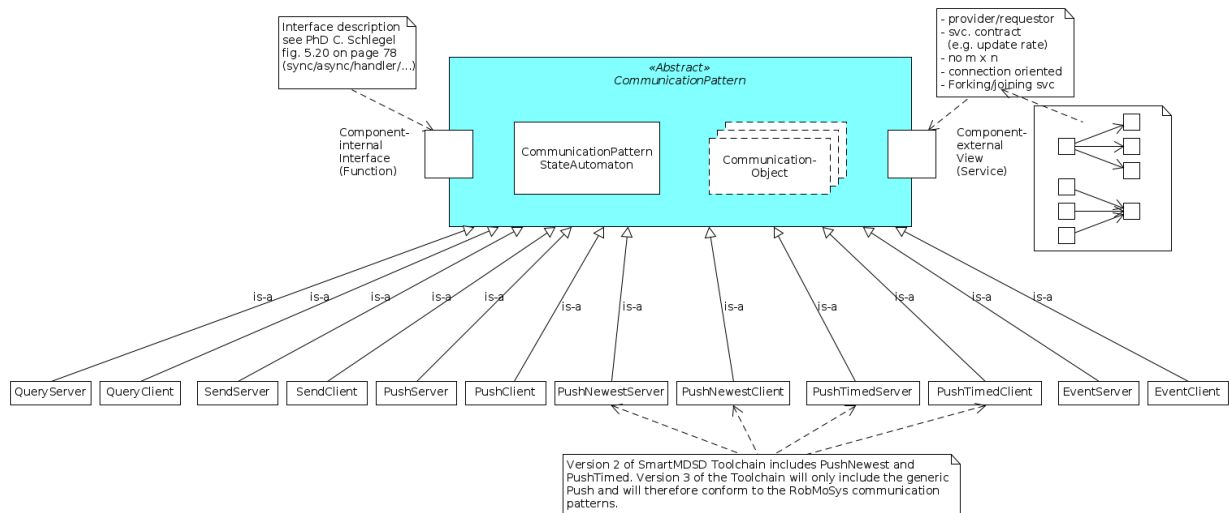 Interface description
see PhD C. Schlegel
fig. 5.20 on page 78
(sync/async/handler/...)
«Abstract»
CommunicationPattern
- provider/requestor
- svc. contract
(e.g. update rate)
- no m x n
- connection oriented
- Forking/joining svc
Component-
internal
Interface
(Function)
CommunicationPattern
StateAutomaton
Communication-
Object
Component-
external
View
(Service)
is-a
is-a
is-a
is-a
is-a
is-a
is-a
is-a
is-a
is-a
is-a
is-a
QueryServer
QueryClient
SendServer
SendClient
PushServer
PushClient
PushNewestServer
PushNewestClient
PushTimedServer
PushTimedClient
EventServer
EventClient
Version 2 of SmartMDSD Toolchain includes PushNewest and
PushTimed. Version 3 of the Toolchain will only include the generic
Push and will therefore conform to the RobMoSys communication
patterns.